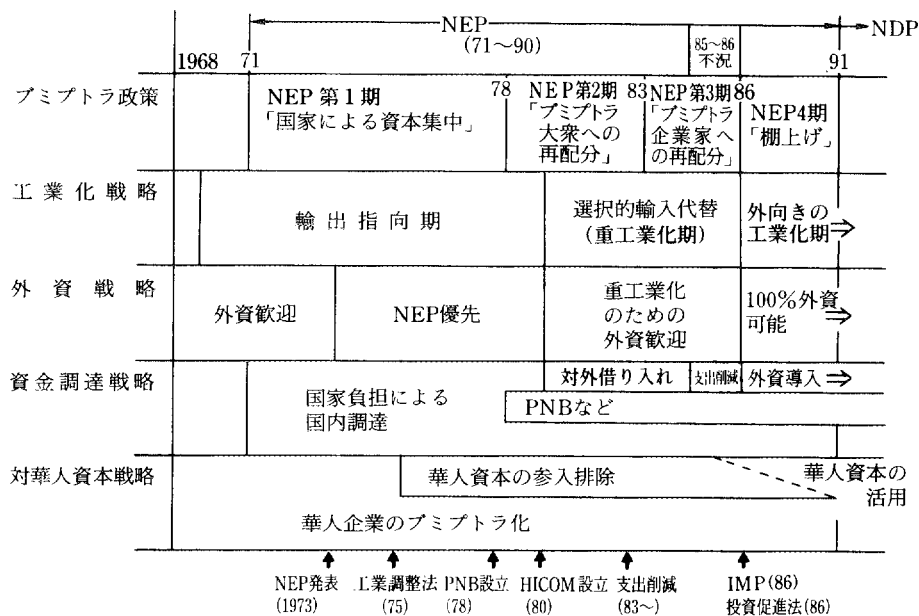 NEP
(71～90)
85～86
不況
NDP
1968
71
91
ブミプトラ政策
NEP 第1期
「国家による資本集中」
78
NEP第2期
「ブミプトラ
大衆への
再配分」
83
NEP第3期
「ブミプトラ
企業家へ
の再配分」
86
NEP4期
「棚上げ」
工業化戦略
輸出指向期
選択的輸入代替
(重工業化期)
外向きの
工業化期
外資戦略
外資歓迎
NEP優先
重工業化
のための
外資歓迎
100%外資
可能
資金調達戦略
国家負担による
国内調達
対外借り入れ
支出削減
外資導入
PNBなど
対華人資本戦略
華人資本の参入排除
華人資本の
活用
華人企業のブミプトラ化
NEP発表
(1973)
工業調整法
(75)
PNB設立
(78)
HICOM設立
(80)
支出削減
(83～)
IMP(86)
投資促進法(86)